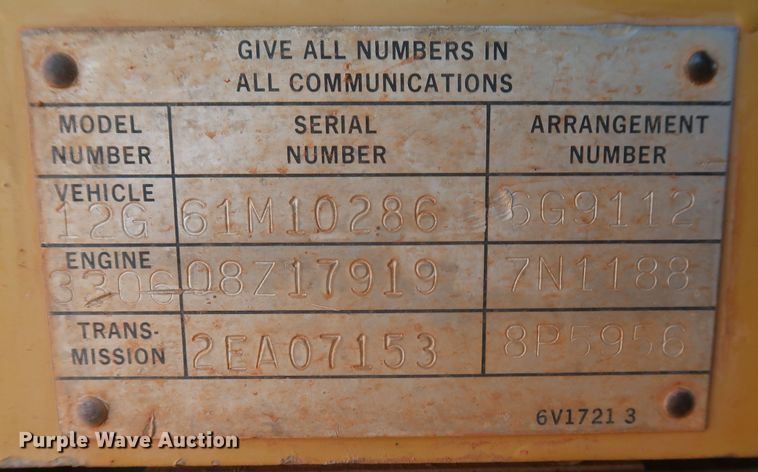 GIVE ALL NUMBERS IN
ALL COMMUNICATIONS
MODEL NUMBER SERIAL NUMBER ARRANGEMENT NUMBER
VEHICLE
12G 61M10286 6G9112
ENGINE
3306 08Z17919 7N1188
TRANS-
MISSION 2EA07153 8P5956
6V1721 3
Purple Wave Auction